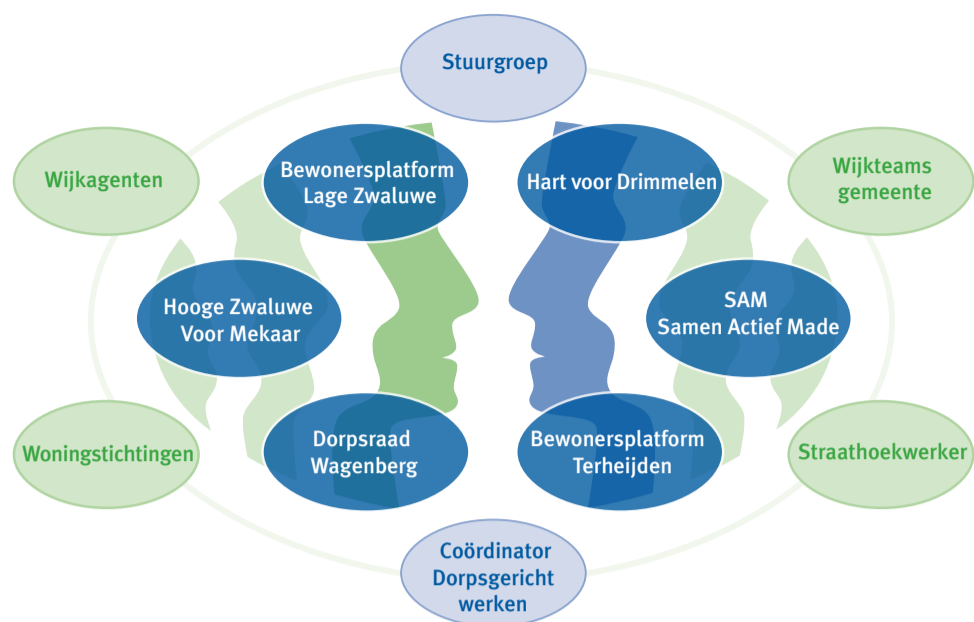 Stuurgroep
Wijkagenten
Bewonersplatform
Lage Zwaluwe
Hart voor Drimmelen
Wijkteams
gemeente
Hooge Zwaluwe
Voor Mekaar
SAM
Samen Actief Made
Woningstichtingen
Dorpsraad
Wagenberg
Bewonersplatform
Terheijden
Straathoekwerker
Coördinator
Dorpsgericht
werken